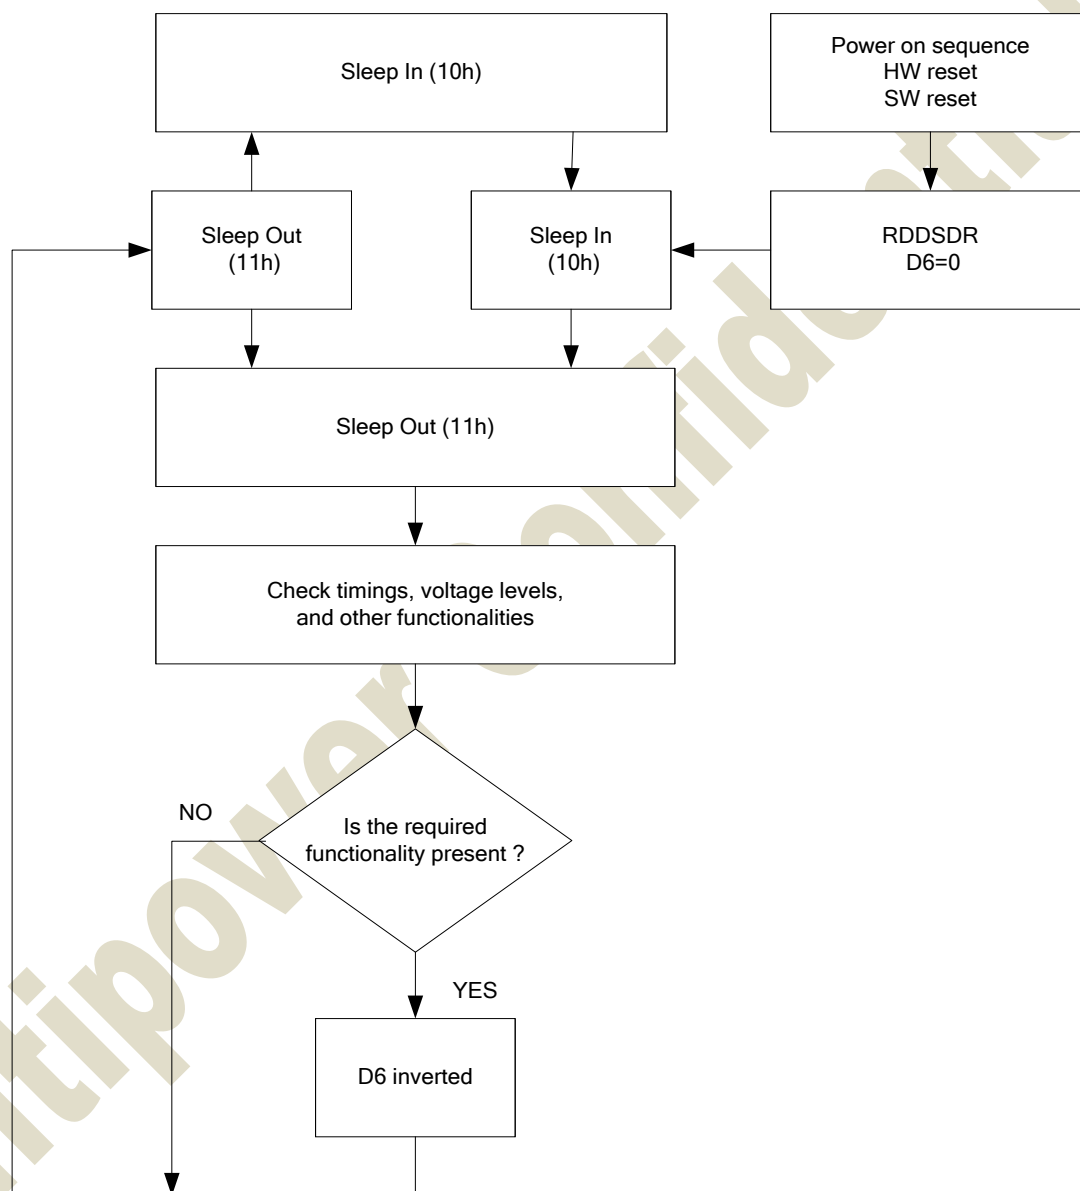 Sleep In (10h)
Power on sequence
HW reset
SW reset
Sleep Out
(11h)
Sleep In
(10h)
RDDSDR
D6=0
Sleep Out (11h)
Check timings, voltage levels,
and other functionalities
NO
Is the required
functionality present ?
YES
D6 inverted